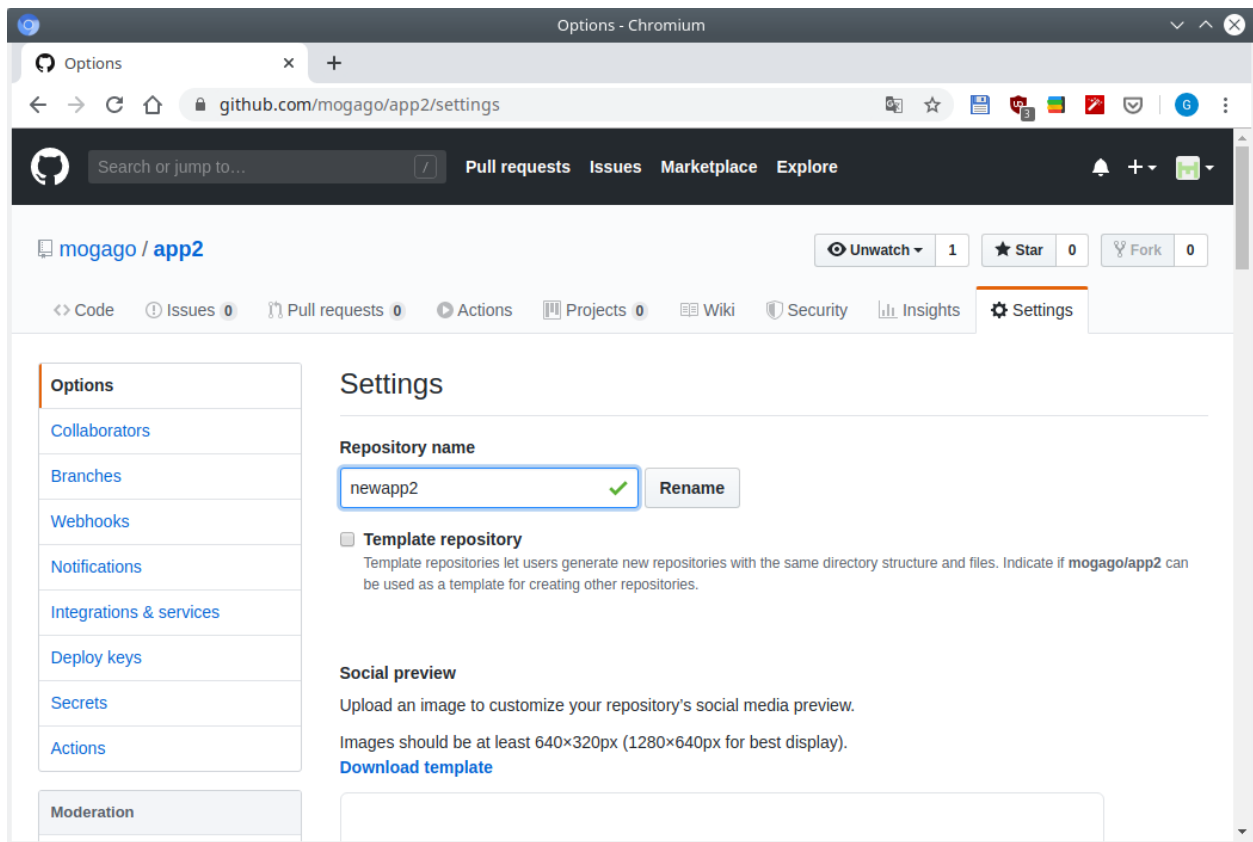 Options - Chromium
Options
github.com/mogago/app2/settings
3
G
Search or jump to...
/
Pull requests Issues Marketplace Explore
mogago / app2
Unwatch 1 Star 0 Fork 0
Code Issues 0 Pull requests 0 Actions Projects 0 Wiki Security Insights Settings
Options
Collaborators
Branches
Webhooks
Notifications
Integrations & services
Deploy keys
Secrets
Actions
Moderation
Settings
Repository name
newapp2 Rename
Template repository
Template repositories let users generate new repositories with the same directory structure and files. Indicate if mogago/app2 can
be used as a template for creating other repositories.
Social preview
Upload an image to customize your repository's social media preview.
Images should be at least 640×320px (1280×640px for best display).
Download template